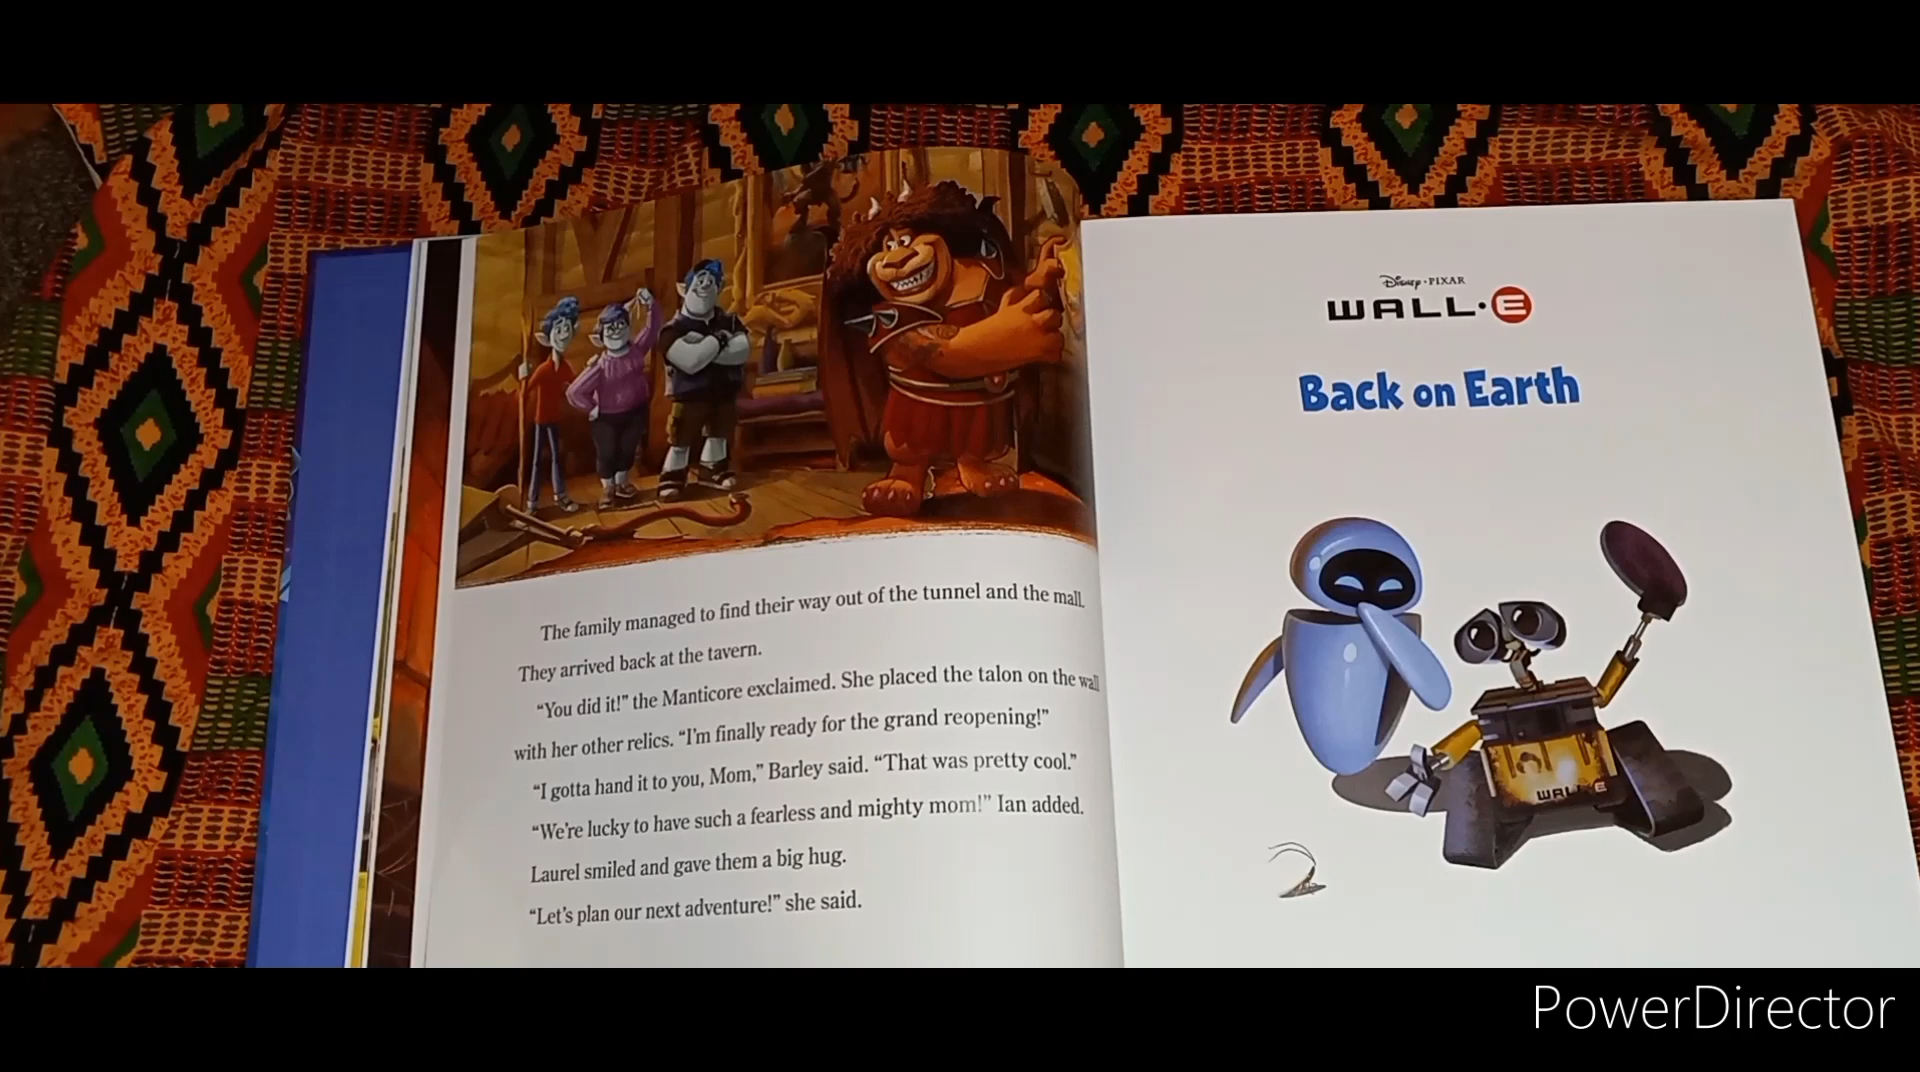 The family managed to find their way out of the tunnel and the mall.
They arrived back at the tavern.
“You did it!” the Manticore exclaimed. She placed the talon on the wall
with her other relics. “I’m finally ready for the grand reopening!”
“I gotta hand it to you, Mom,” Barley said. “That was pretty cool.”
“We’re lucky to have such a fearless and mighty mom!” Ian added.
Laurel smiled and gave them a big hug.
“Let’s plan our next adventure!” she said.
Disney • PIXAR
WALL•E
Back on Earth
WALL•E
PowerDirector